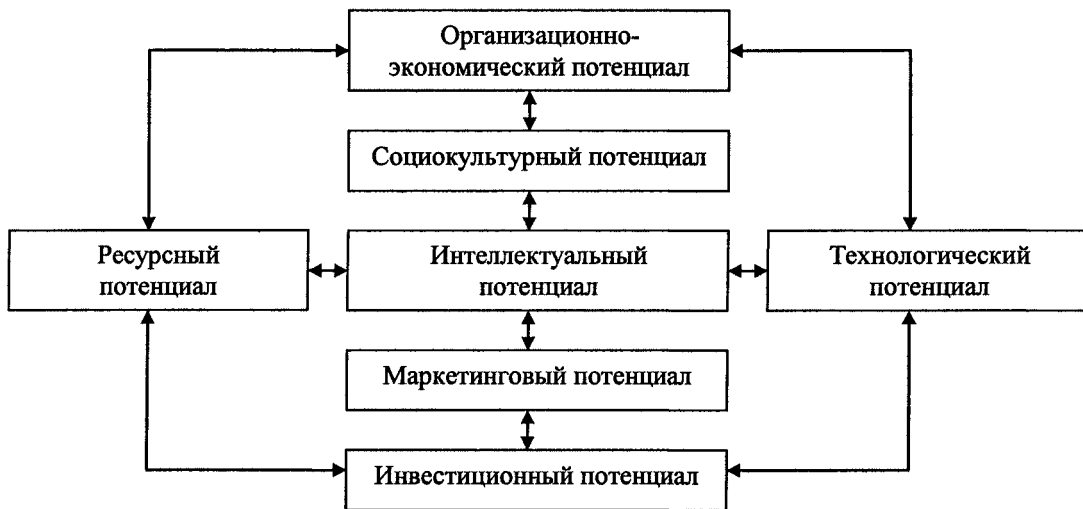 Организационно-
экономический потенциал
Социокультурный потенциал
Ресурсный
потенциал
Интеллектуальный
потенциал
Технологический
потенциал
Маркетинговый потенциал
Инвестиционный потенциал